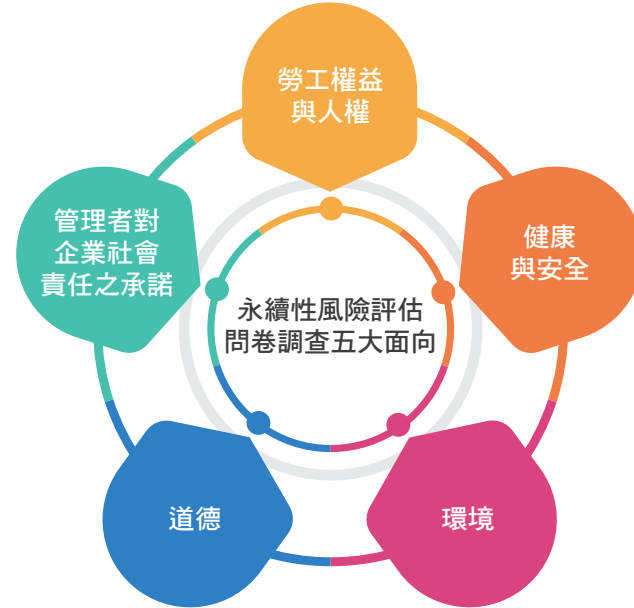 勞工權益
與人權
健康
與安全
環境
道德
管理者對
企業社會
責任之承諾
永續性風險評估
問卷調查五大面向